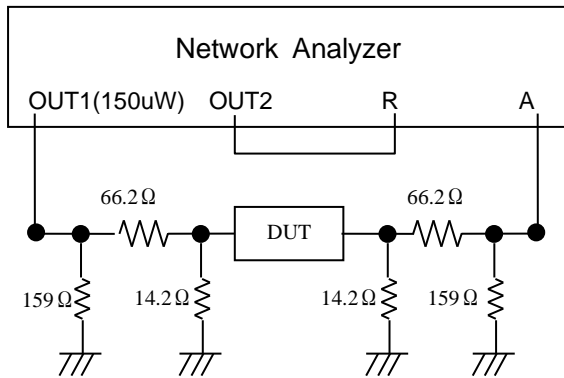 Network Analyzer
OUT1(150uW) OUT2 R A
66.2Ω 66.2Ω
DUT
159Ω 14.2Ω 14.2Ω 159Ω